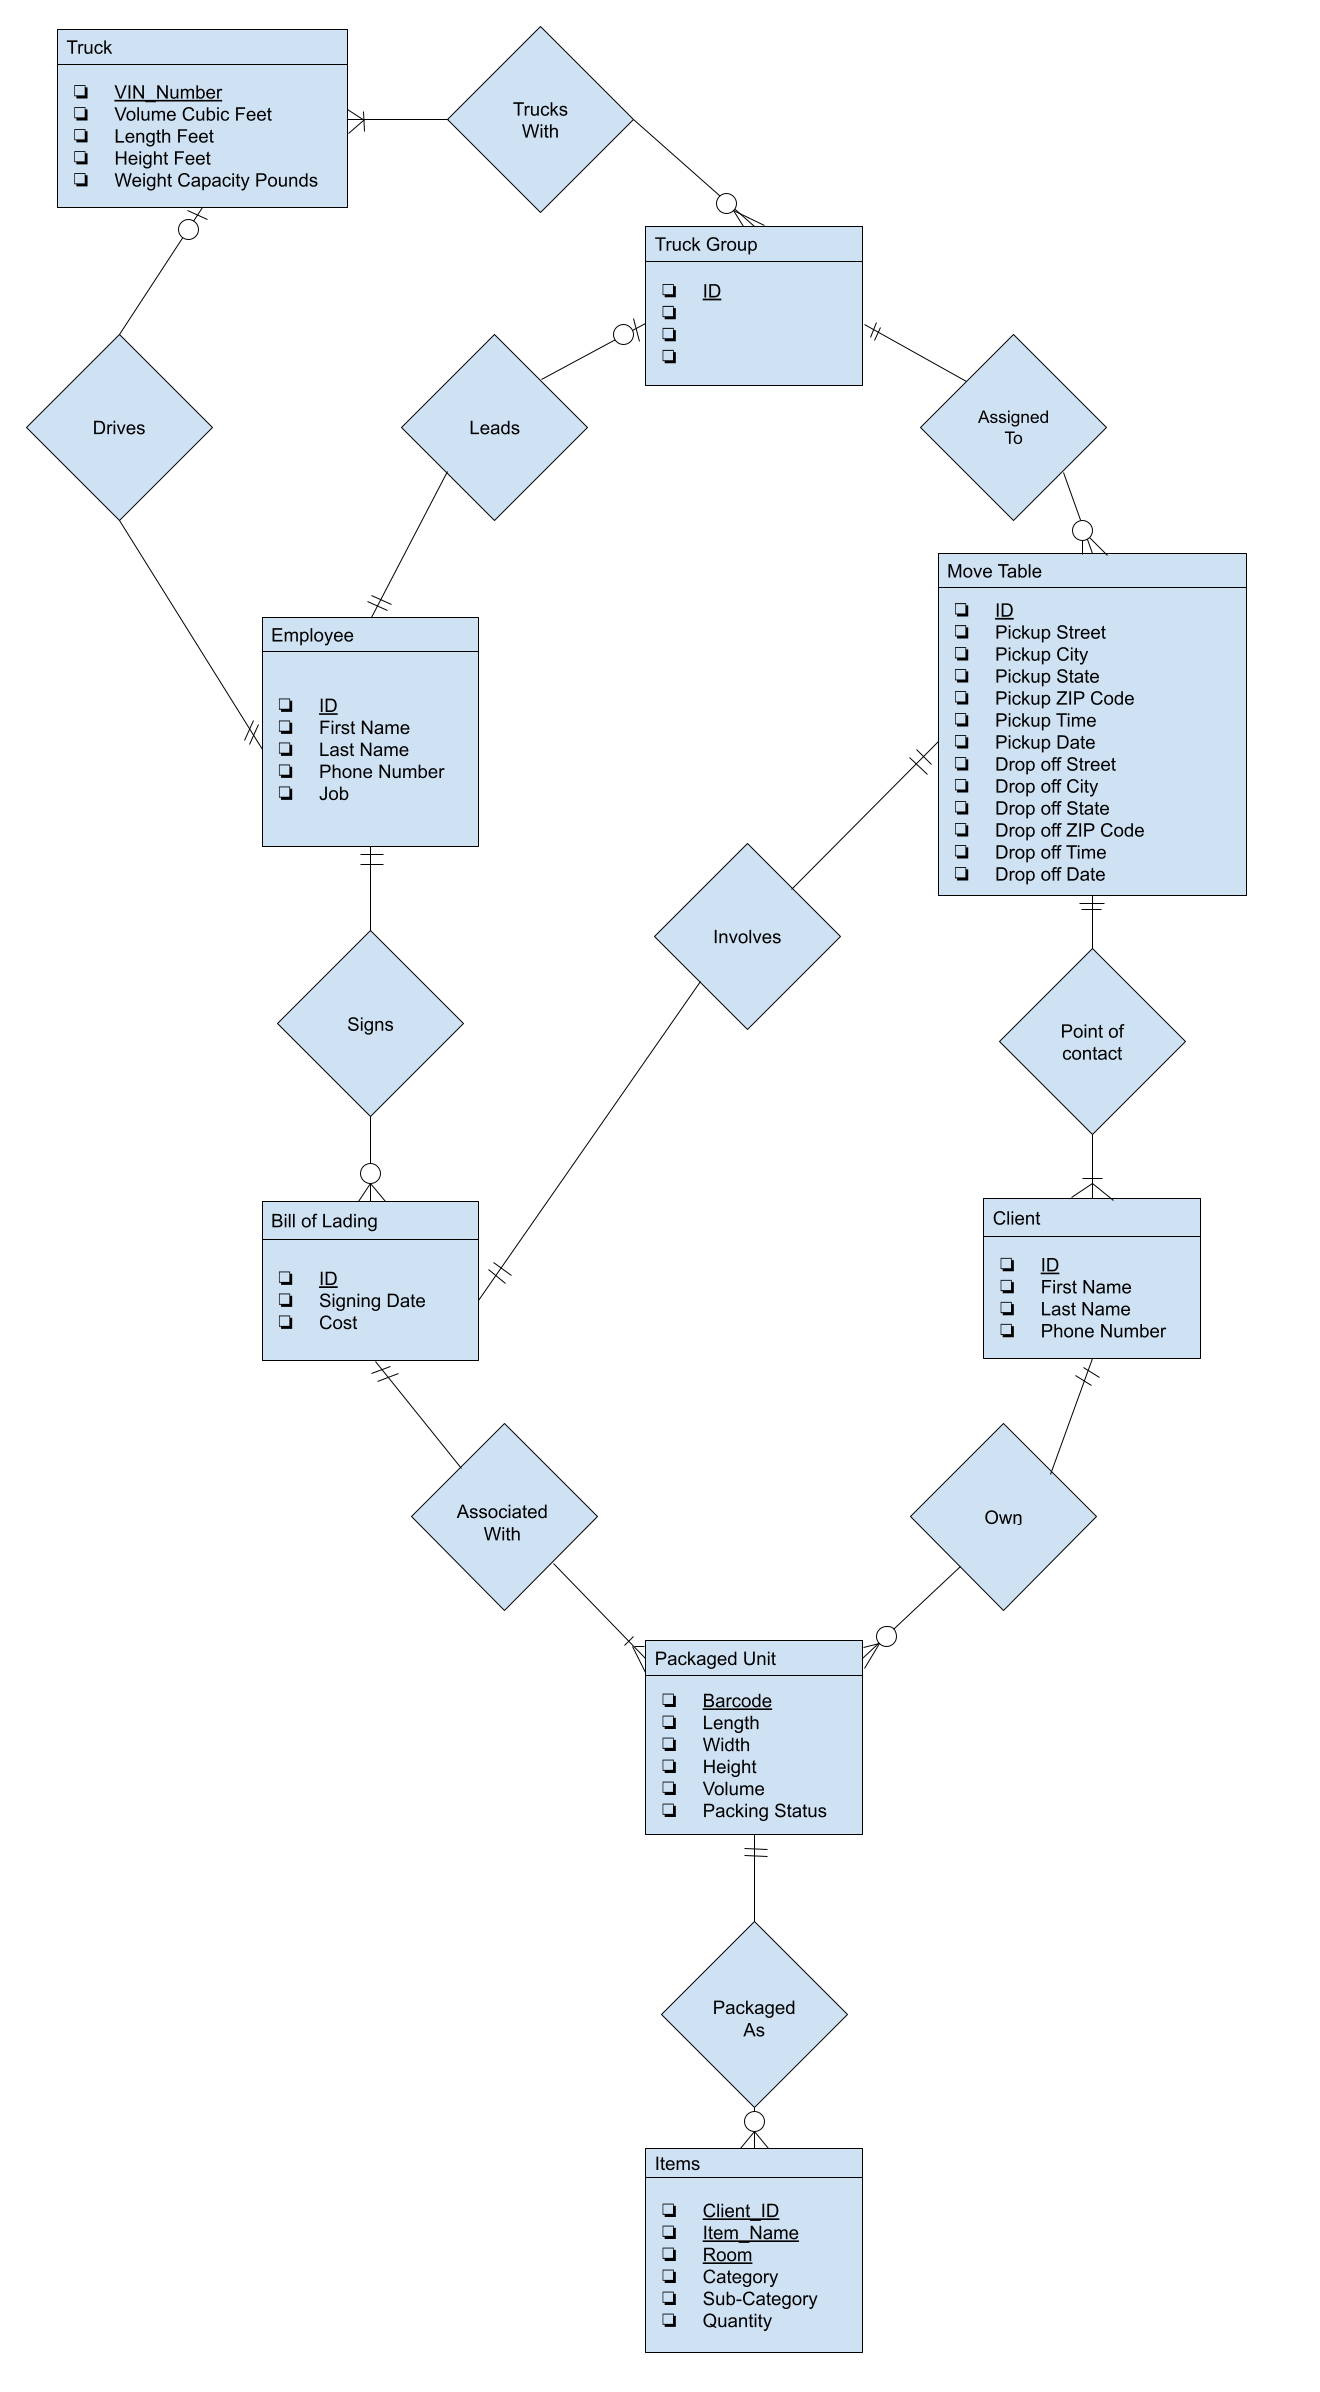 Truck
VIN_Number
Volume Cubic Feet
Length Feet
Height Feet
Weight Capacity Pounds
Trucks
With
Truck Group
ID
Drives
Leads
Assigned
To
Employee
ID
First Name
Last Name
Phone Number
Job
Move Table
ID
Pickup Street
Pickup City
Pickup State
Pickup ZIP Code
Pickup Time
Pickup Date
Drop off Street
Drop off City
Drop off State
Drop off ZIP Code
Drop off Time
Drop off Date
Involves
Signs
Point of
contact
Bill of Lading
ID
Signing Date
Cost
Client
ID
First Name
Last Name
Phone Number
Associated
With
Own
Packaged Unit
Barcode
Length
Width
Height
Volume
Packing Status
Packaged
As
Items
Client_ID
Item_Name
Room
Category
Sub-Category
Quantity